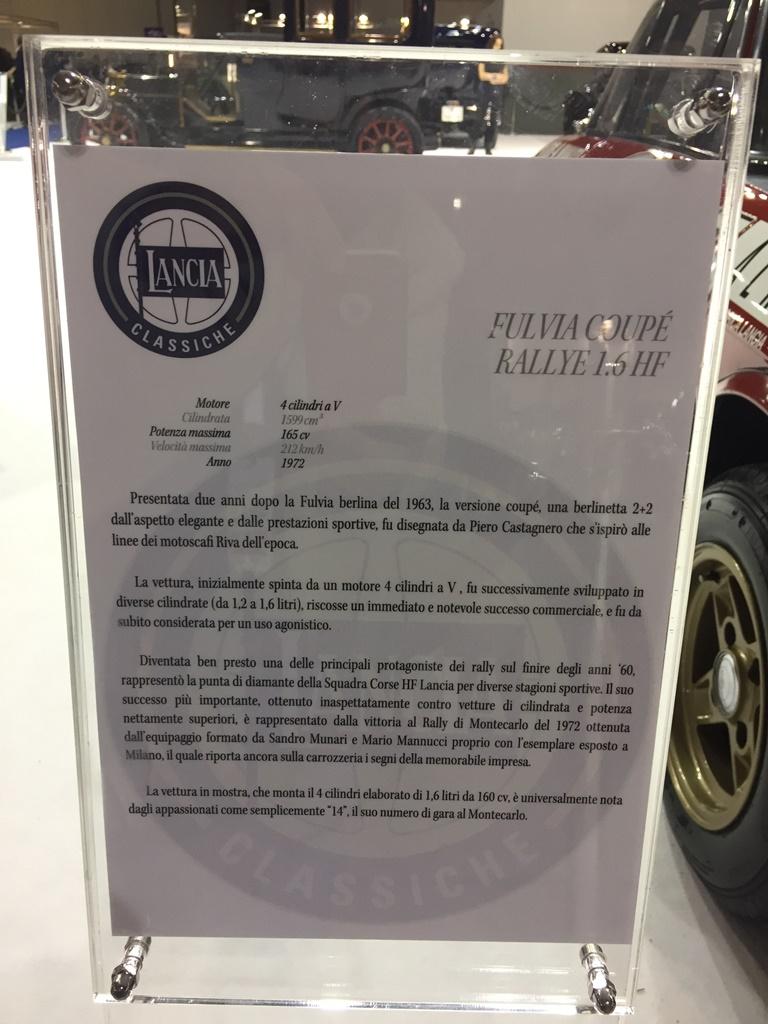 LANCIA
CLASSICHE
FULVIA COUPÉ
RALLYE 1.6 HF
Motore 4 cilindri a V
Cilindrata 1599 cm³
Potenza massima 165 cv
Velocità massima 212 km/h
Anno 1972
Presentata due anni dopo la Fulvia berlina del 1963, la versione coupé, una berlinetta 2+2
dall'aspetto elegante e dalle prestazioni sportive, fu disegnata da Piero Castagnero che s'ispirò alle
linee dei motoscafi Riva dell'epoca.
La vettura, inizialmente spinta da un motore 4 cilindri a V , fu successivamente sviluppato in
diverse cilindrate (da 1,2 a 1,6 litri), riscosse un immediato e notevole successo commerciale, e fu da
subito considerata per un uso agonistico.
Diventata ben presto una delle principali protagoniste dei rally sul finire degli anni '60,
rappresentò la punta di diamante della Squadra Corse HF Lancia per diverse stagioni sportive. Il suo
successo più importante, ottenuto inaspettatamente contro vetture di cilindrata e potenza
nettamente superiori, è rappresentato dalla vittoria al Rally di Montecarlo del 1972 ottenuta
dall'equipaggio formato da Sandro Munari e Mario Mannucci proprio con l'esemplare esposto a
Milano, il quale riporta ancora sulla carrozzeria i segni della memorabile impresa.
La vettura in mostra, che monta il 4 cilindri elaborato di 1,6 litri da 160 cv, è universalmente nota
dagli appassionati come semplicemente "14", il suo numero di gara al Montecarlo.
CLASSICHE
LANCIA